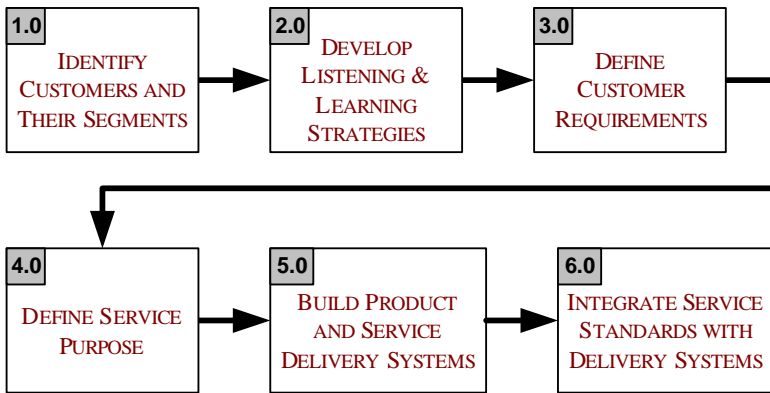 1.0
IDENTIFY
CUSTOMERS AND
THEIR SEGMENTS
2.0
DEVELOP
LISTENING &
LEARNING
STRATEGIES
3.0
DEFINE
CUSTOMER
REQUIREMENTS
4.0
DEFINE SERVICE
PURPOSE
5.0
BUILD PRODUCT
AND SERVICE
DELIVERY SYSTEMS
6.0
INTEGRATE SERVICE
STANDARDS WITH
DELIVERY SYSTEMS